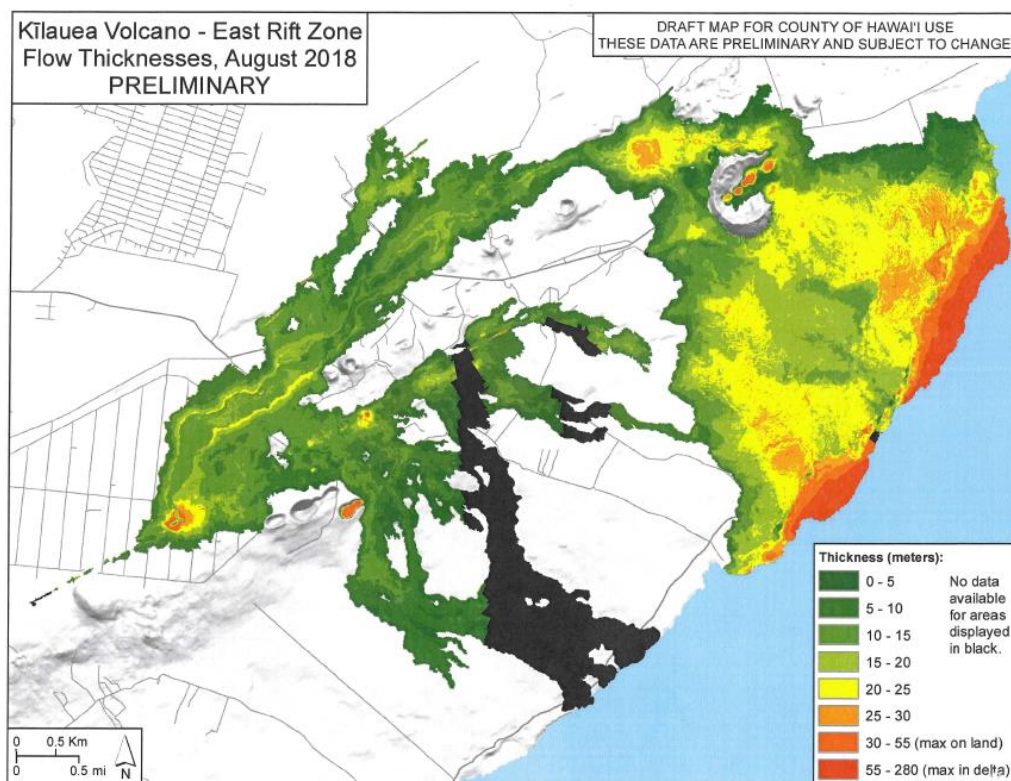 Kīlauea Volcano - East Rift Zone
Flow Thicknesses, August 2018
PRELIMINARY
DRAFT MAP FOR COUNTY OF HAWAI'I USE
THESE DATA ARE PRELIMINARY AND SUBJECT TO CHANGE
Thickness (meters):
0 - 5
5 - 10
10 - 15
15 - 20
20 - 25
25 - 30
30 - 55 (max on land)
55 - 280 (max in delta)
No data
available
for areas
displayed
in black.
0 0.5 Km
0 0.5 mi
N